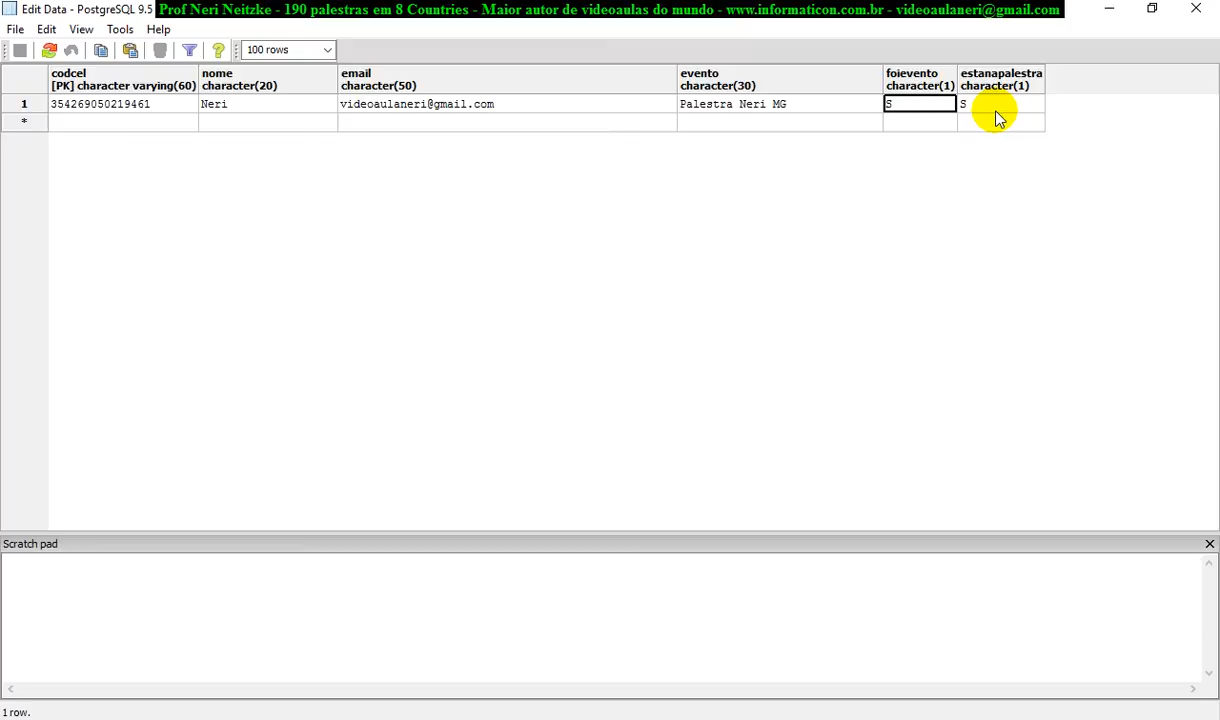 Edit Data - PostgreSQL 9.5
Prof Neri Neitzke - 190 palestras em 8 Countries - Maior autor de videoaulas do mundo - www.informaticon.com.br - videoaulaneri@gmail.com
File Edit View Tools Help
100 rows
codcel nome email evento foievento estanapalestra
[PK] character varying(60) character(20) character(50) character(30) character(1) character(1)
1 354269050219461 Neri videoaulaneri@gmail.com Palestra Neri MG S S
*
Scratch pad
1 row.